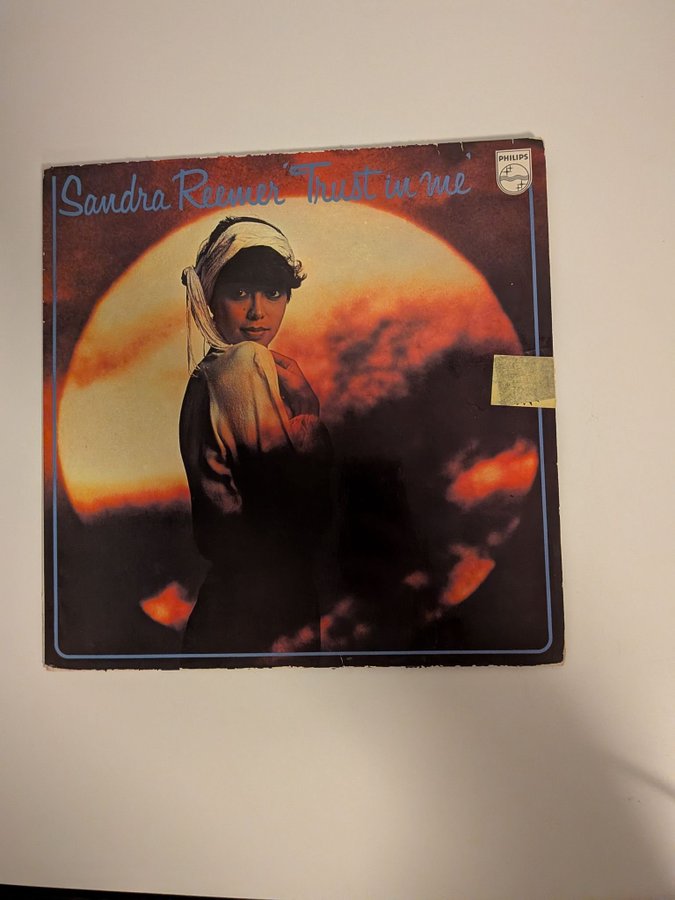 Sandra Reemer 'Trust in me'
PHILIPS